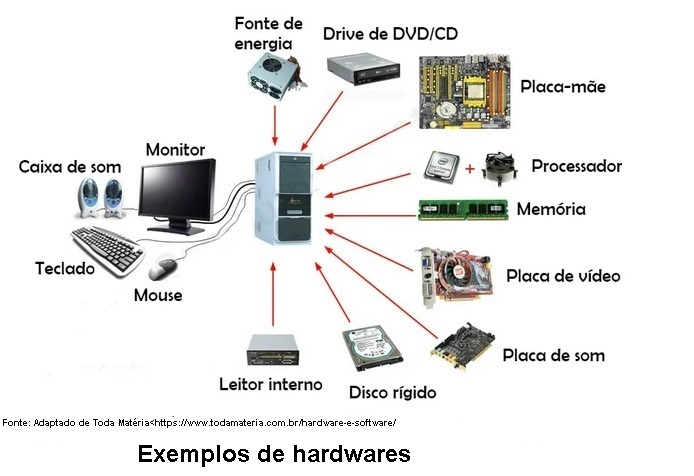 Fonte de
energia
Drive de DVD/CD
Placa-mãe
Monitor
Caixa de som
Processador
+
Memória
Teclado
Mouse
Placa de vídeo
Placa de som
Leitor interno
Disco rígido
Fonte: Adaptado de Toda Matéria<https://www.todamateria.com.br/hardware-e-software/
Exemplos de hardwares